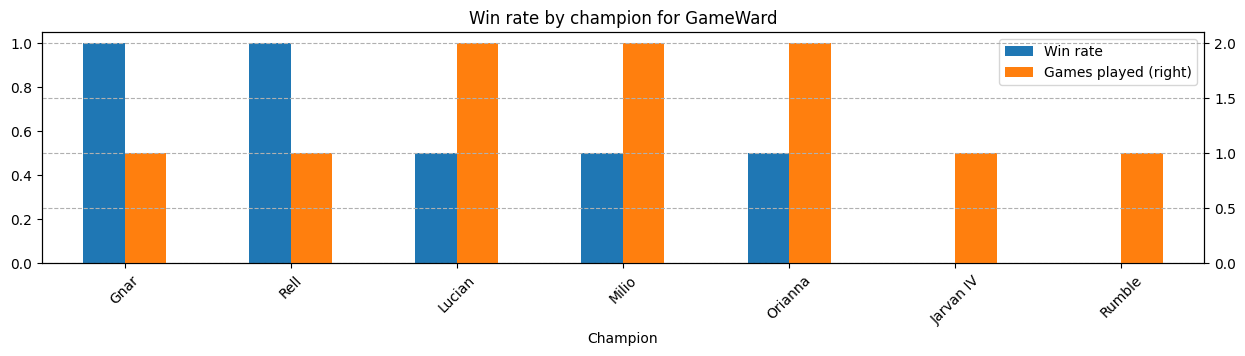 Win rate by champion for GameWard
1.0
0.8
0.6
0.4
0.2
0.0
2.0
1.5
1.0
0.5
0.0
Win rate
Games played (right)
Gnar
Rell
Lucian
Milio
Orianna
Jarvan IV
Rumble
Champion